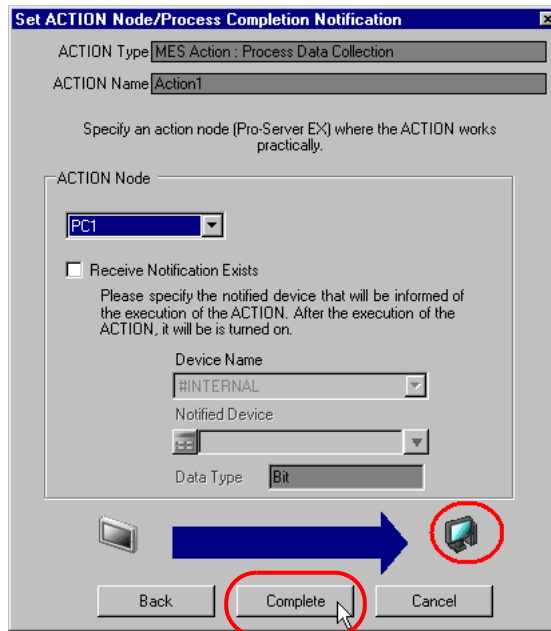 Set ACTION Node/Process Completion Notification
ACTION Type MES Action : Process Data Collection
ACTION Name Action1
Specify an action node (Pro-Server EX) where the ACTION works
practically.
ACTION Node
PC1
Receive Notification Exists
Please specify the notified device that will be informed of
the execution of the ACTION. After the execution of the
ACTION, it will be is turned on.
Device Name
#INTERNAL
Notified Device
Data Type Bit
Back Complete Cancel